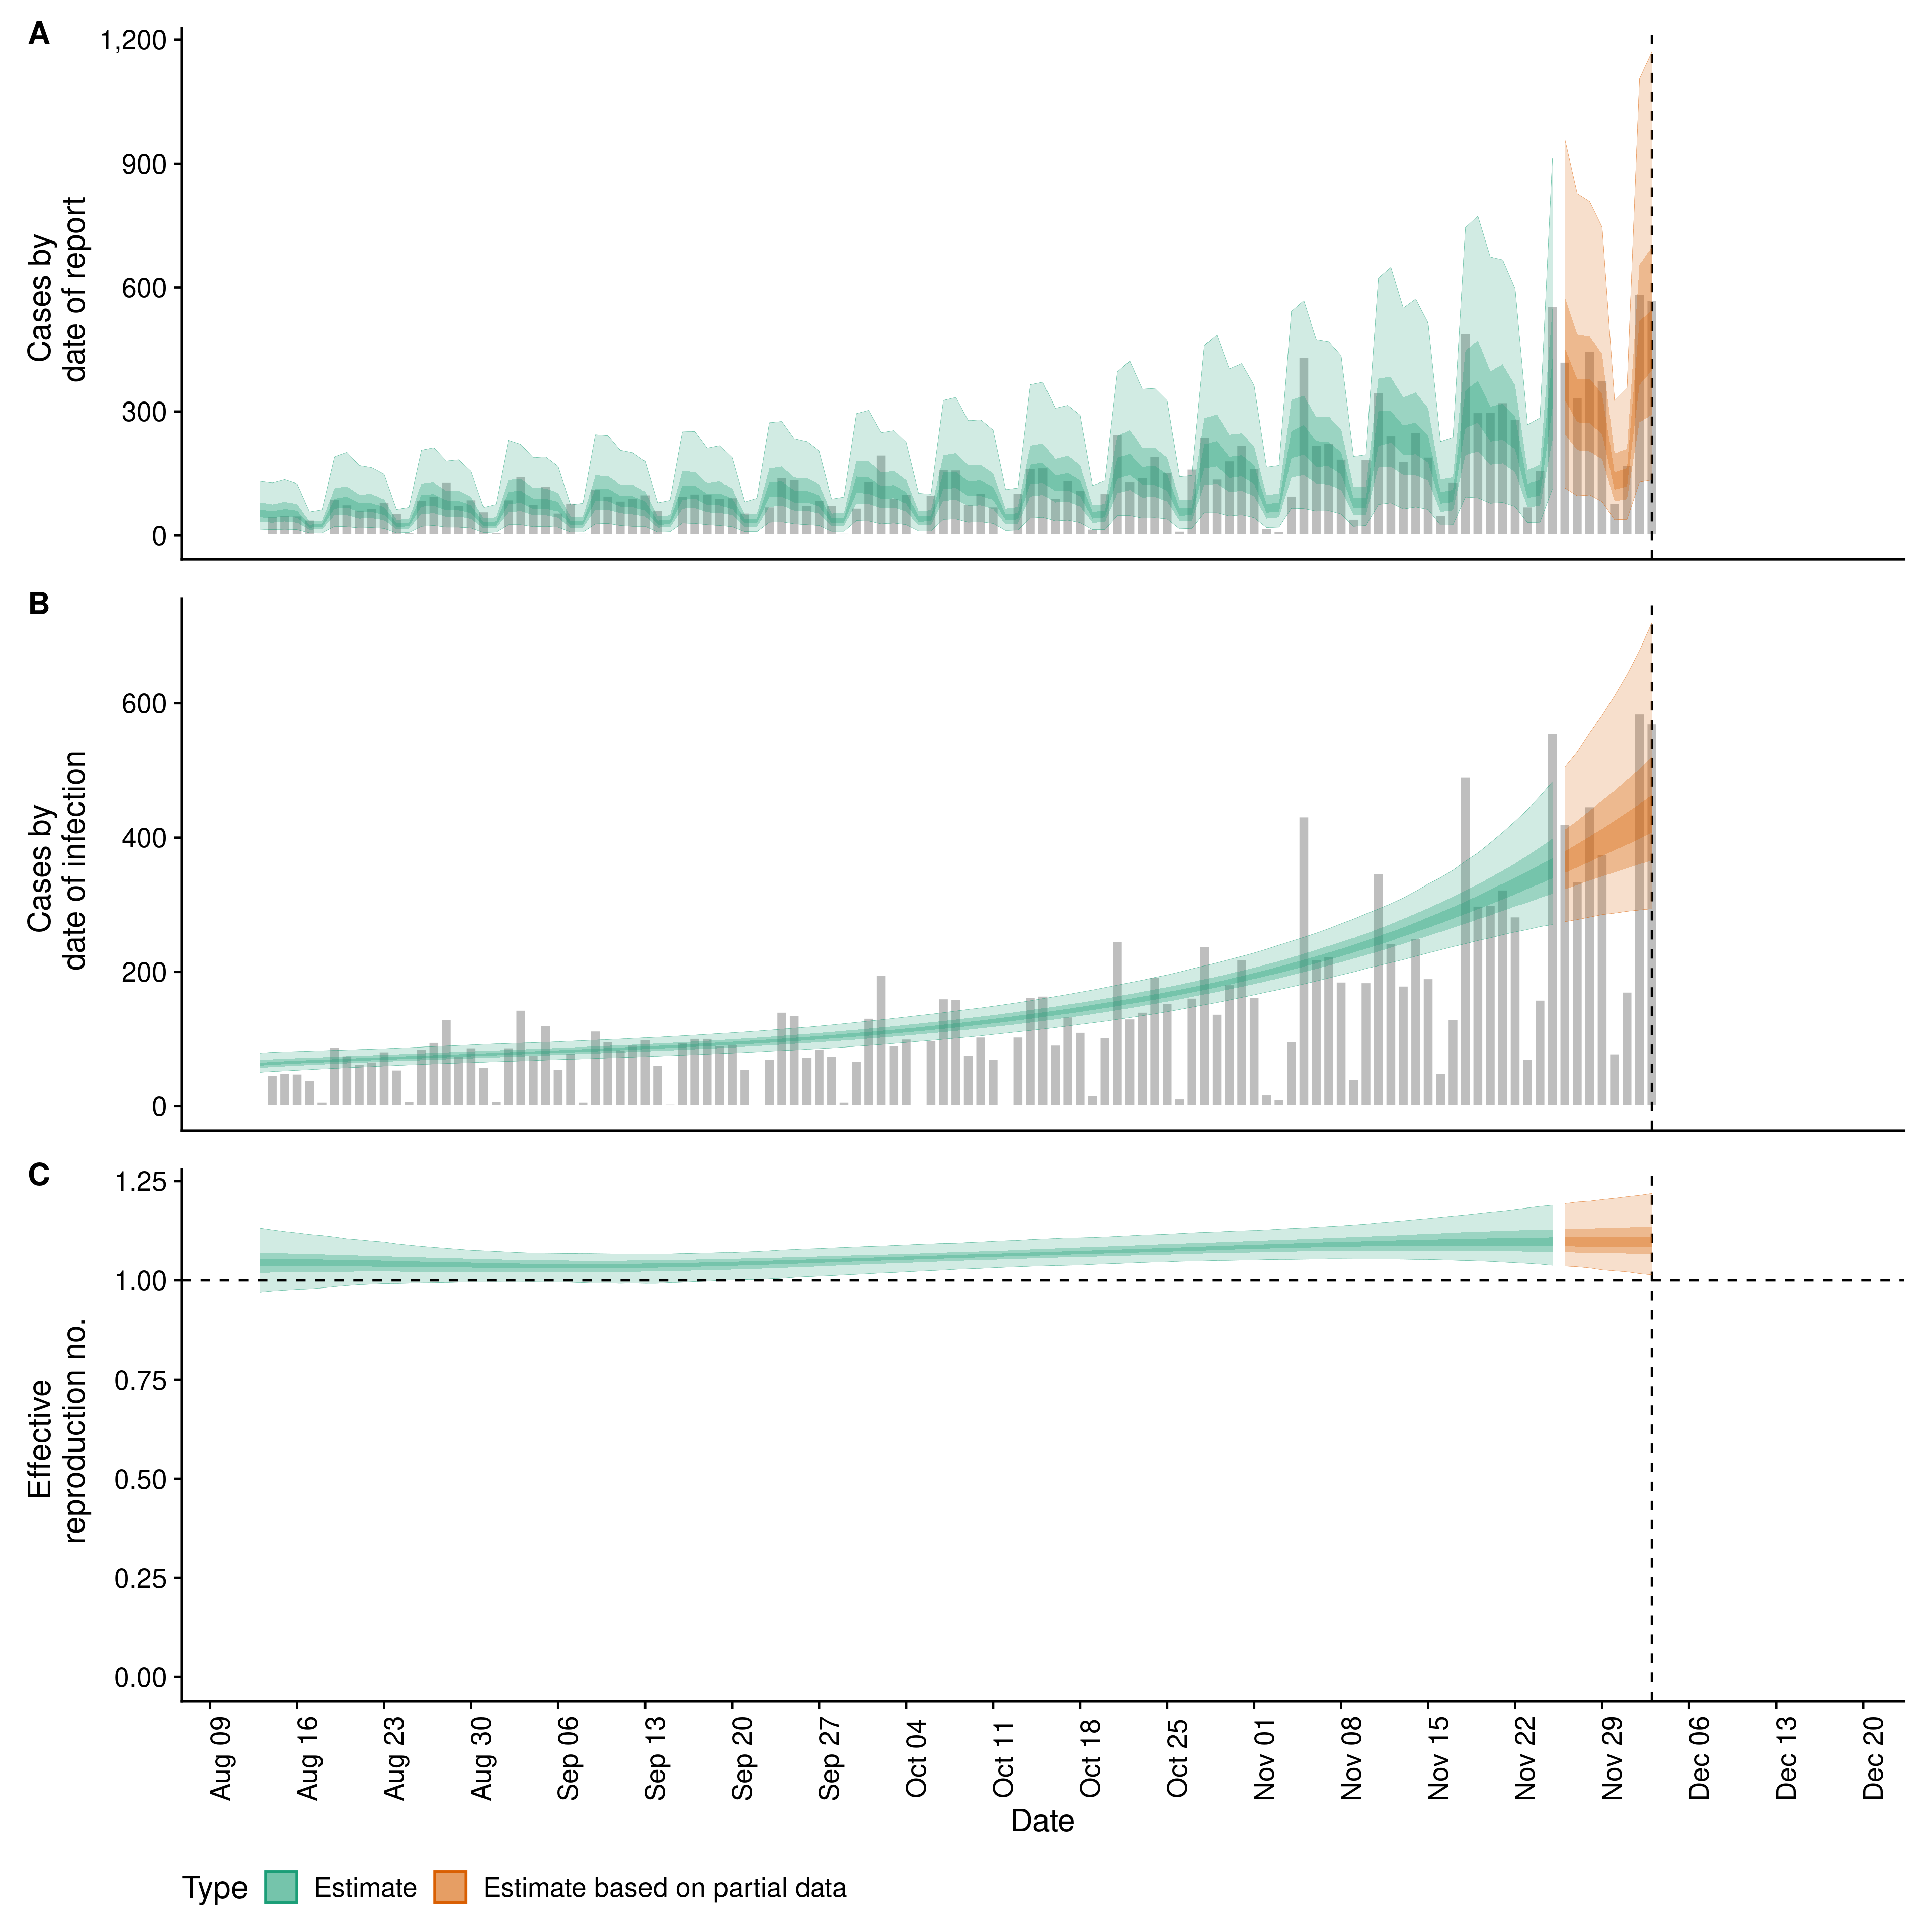 A
Cases by
date of report
1,200
900
600
300
0
B
Cases by
date of infection
600
400
200
0
C
Effective
reproduction no.
1.25
1.00
0.75
0.50
0.25
0.00
Aug 09
Aug 16
Aug 23
Aug 30
Sep 06
Sep 13
Sep 20
Sep 27
Oct 04
Oct 11
Oct 18
Oct 25
Nov 01
Nov 08
Nov 15
Nov 22
Nov 29
Dec 06
Dec 13
Dec 20
Date
Type Estimate Estimate based on partial data